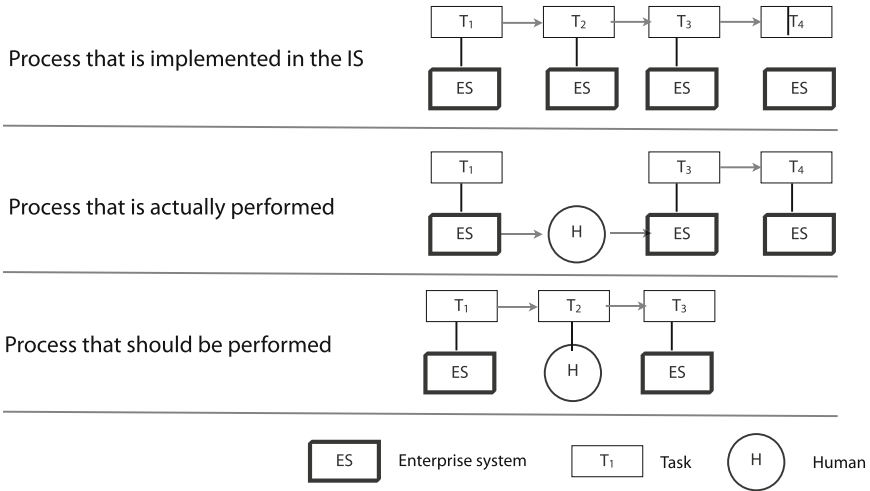 T1 T2 T3 T4
Process that is implemented in the IS
ES ES ES ES
T1 T3 T4
Process that is actually performed
ES H ES ES
T1 T2 T3
Process that should be performed
ES H ES
ES Enterprise system T1 Task H Human